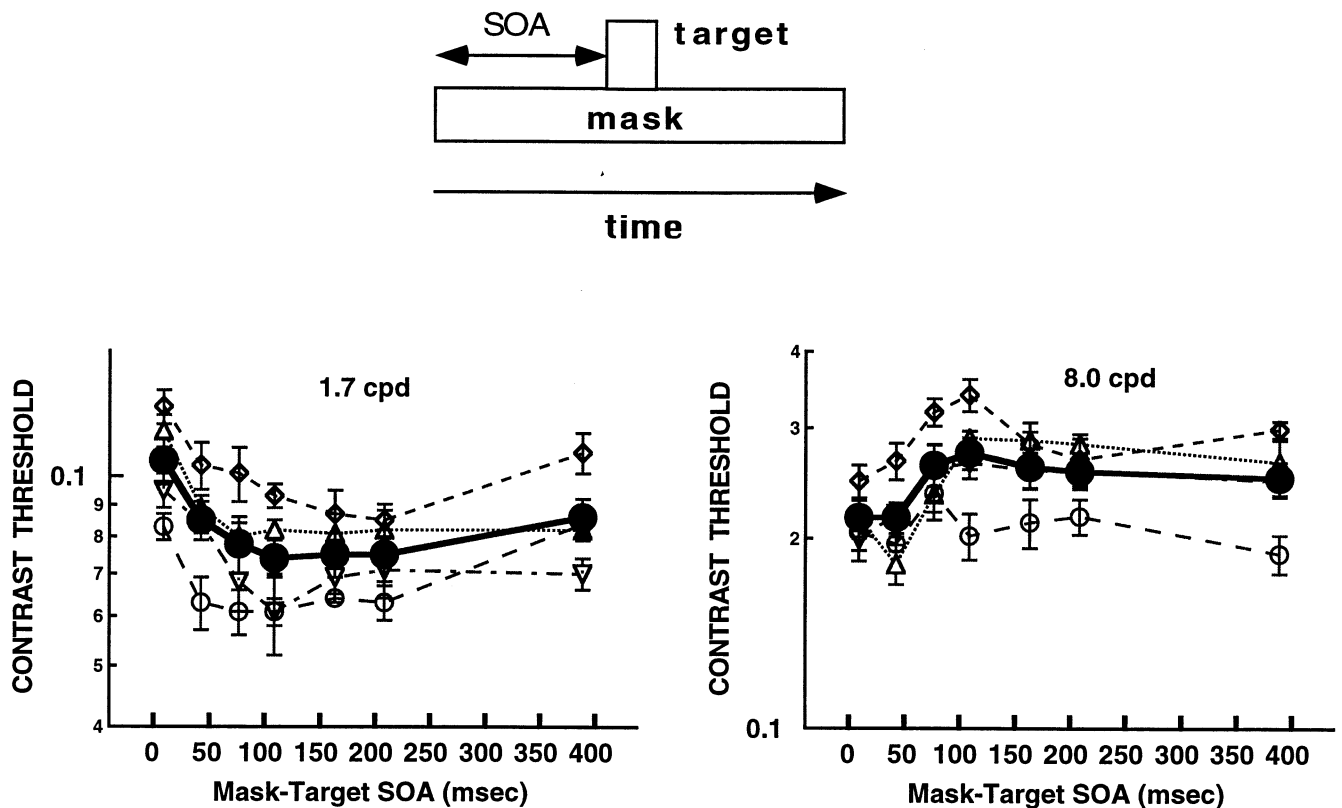 SOA
target
mask
time
CONTRAST THRESHOLD
1.7 cpd
0.1
9
8
7
6
5
4
0 50 100 150 200 250 300 350 400
Mask-Target SOA (msec)
CONTRAST THRESHOLD
8.0 cpd
4
3
2
0.1
0 50 100 150 200 250 300 350 400
Mask-Target SOA (msec)